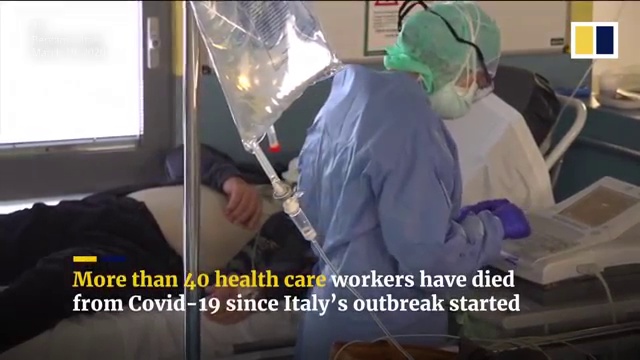 More than 40 health care workers have died
from Covid-19 since Italy's outbreak started